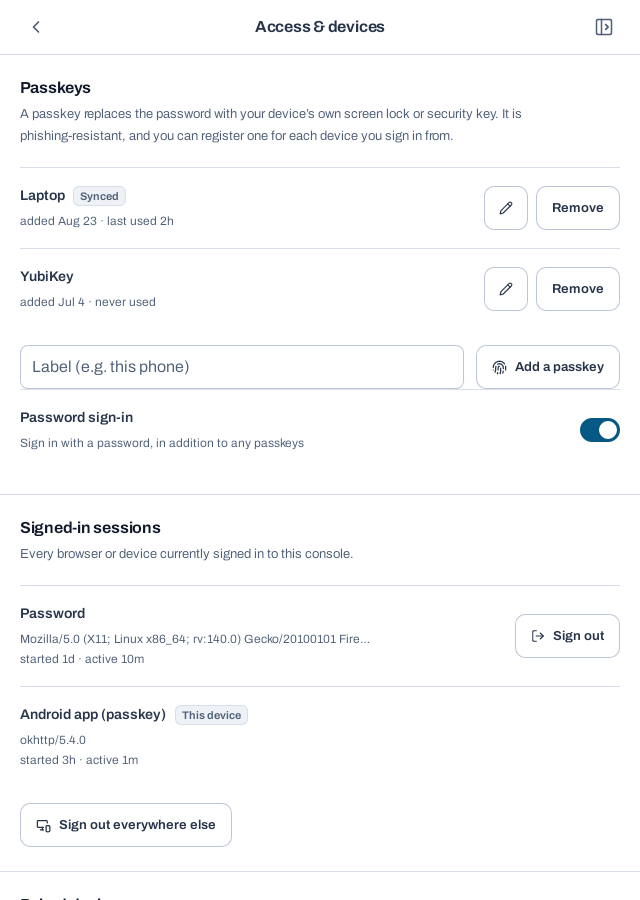 Access & devices
Passkeys
A passkey replaces the password with your device's own screen lock or security key. It is
phishing-resistant, and you can register one for each device you sign in from.
Laptop Synced
added Aug 23 · last used 2h
Remove
YubiKey
added Jul 4 · never used
Remove
Label (e.g. this phone)
Add a passkey
Password sign-in
Sign in with a password, in addition to any passkeys
Signed-in sessions
Every browser or device currently signed in to this console.
Password
Mozilla/5.0 (X11; Linux x86_64; rv:140.0) Gecko/20100101 Fire…
started 1d · active 10m
Sign out
Android app (passkey) This device
okhttp/5.4.0
started 3h · active 1m
Sign out everywhere else